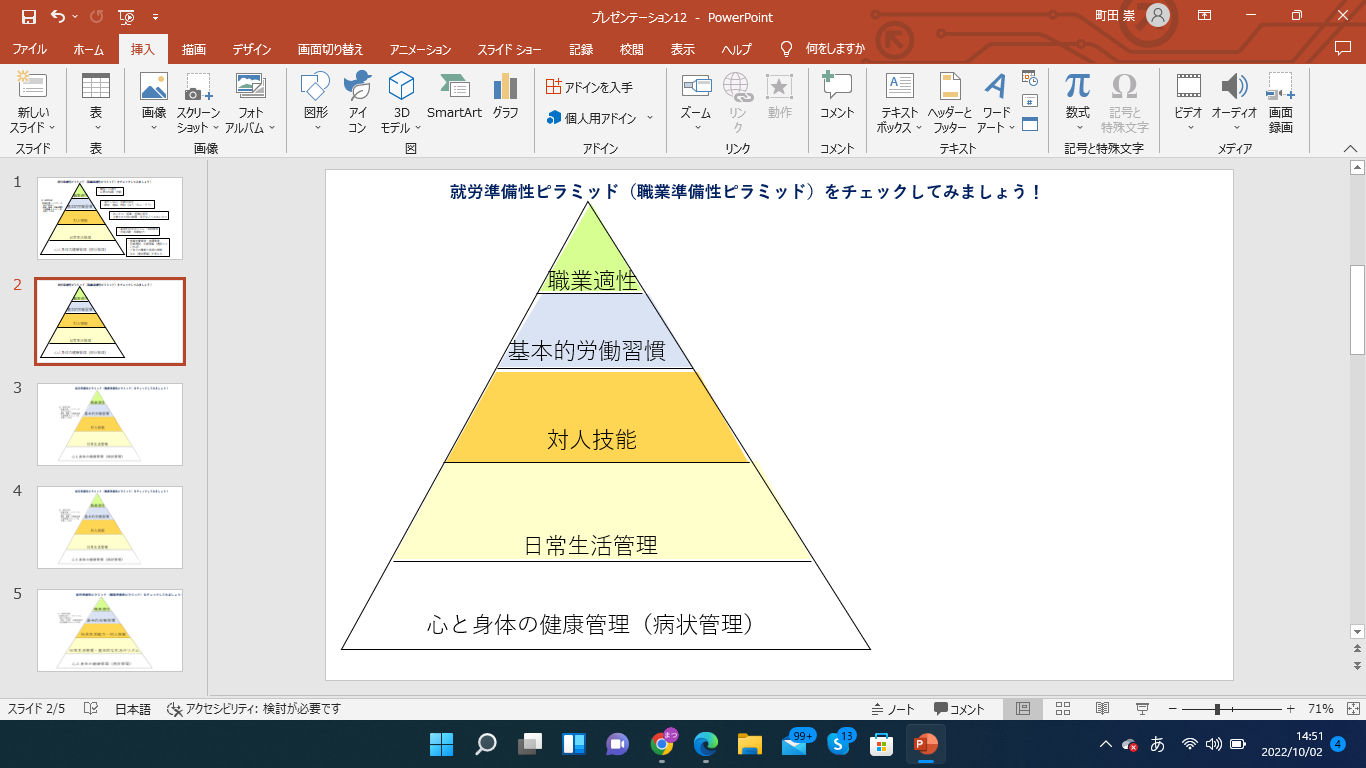 プレゼンテーション12 - PowerPoint
町田 崇
ファイル ホーム 挿入 描画 デザイン 画面切り替え アニメーション スライド ショー 記録 校閲 表示 ヘルプ 何をしますか
新しい
スライド
表
画像
スクリーン
ショット
フォト
アルバム
図形
アイ
コン
3D
モデル
SmartArt
グラフ
アドインを入手
個人用アドイン
ズーム
リン
ク
動作
コメント
テキスト
ボックス
ヘッダーと
フッター
ワード
アート
数式
記号と
特殊文字
ビデオ
オーディオ
画面
録画
スライド 表 画像 図 アドイン リンク コメント テキスト 記号と特殊文字 メディア
1
2
3
4
5
就労準備性ピラミッド（職業準備性ピラミッド）をチェックしてみましょう！
職業適性
基本的労働習慣
対人技能
日常生活管理
心と身体の健康管理（病状管理）
スライド 2/5 日本語 アクセシビリティ: 検討が必要です
ノート コメント 71%
まつ
99+
13
あ
14:51
2022/10/02
4